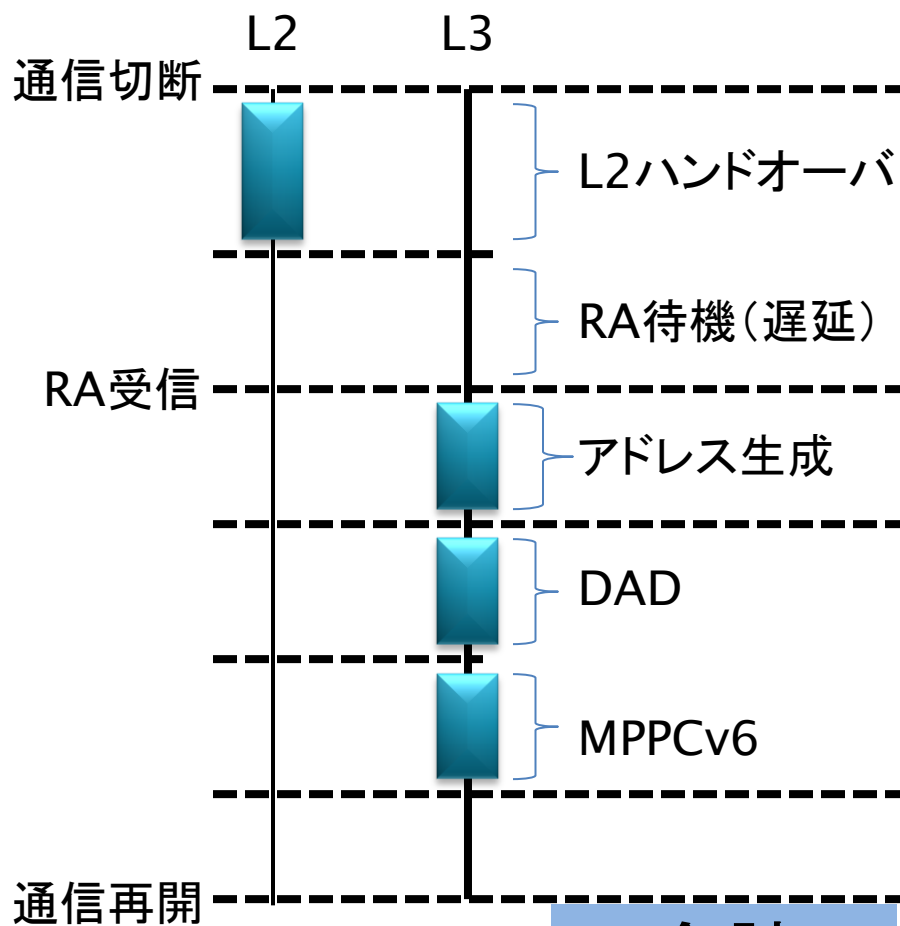 L2 L3
通信切断
L2ハンドオーバ
RA待機(遅延)
RA受信
アドレス生成
DAD
MPPCv6
通信再開